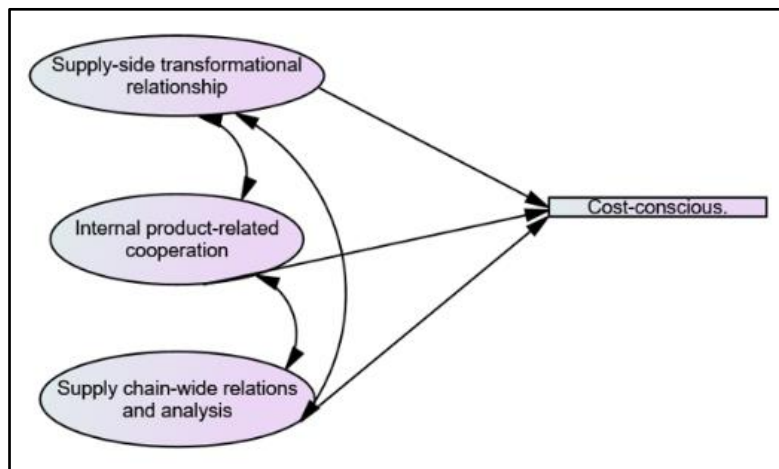 Supply-side transformational
relationship
Internal product-related
cooperation
Supply chain-wide relations
and analysis
Cost-conscious.